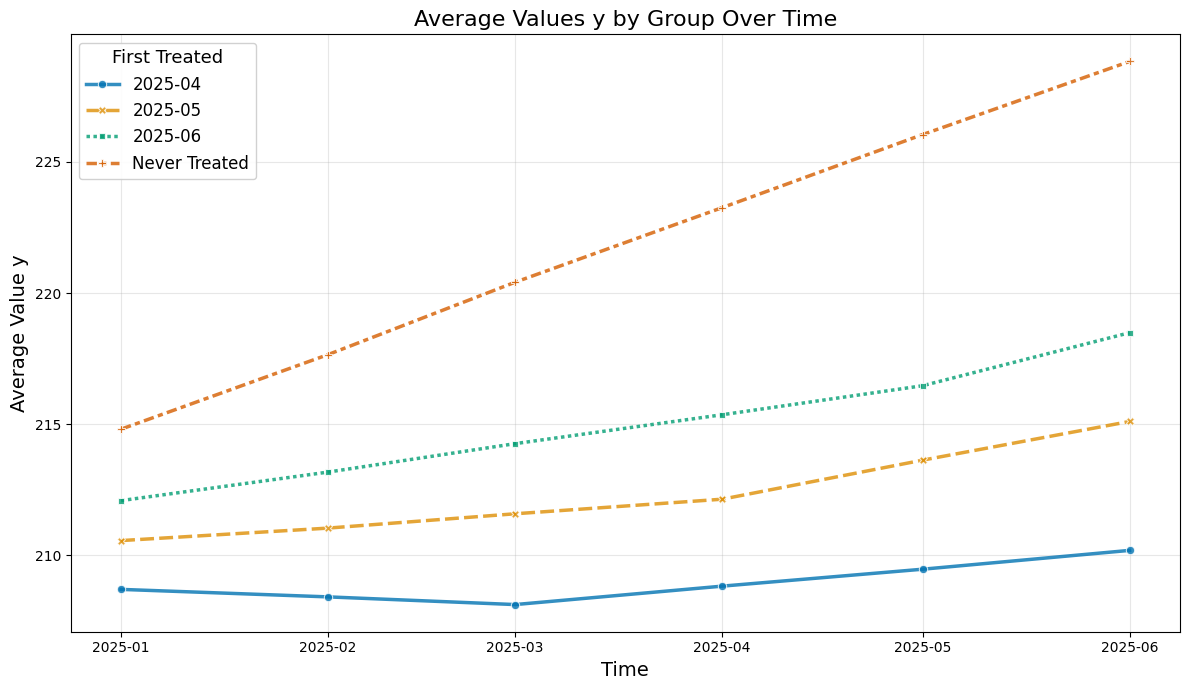 Average Values y by Group Over Time
First Treated
2025-04
2025-05
2025-06
Never Treated
Average Value y
225
220
215
210
2025-01
2025-02
2025-03
2025-04
2025-05
2025-06
Time